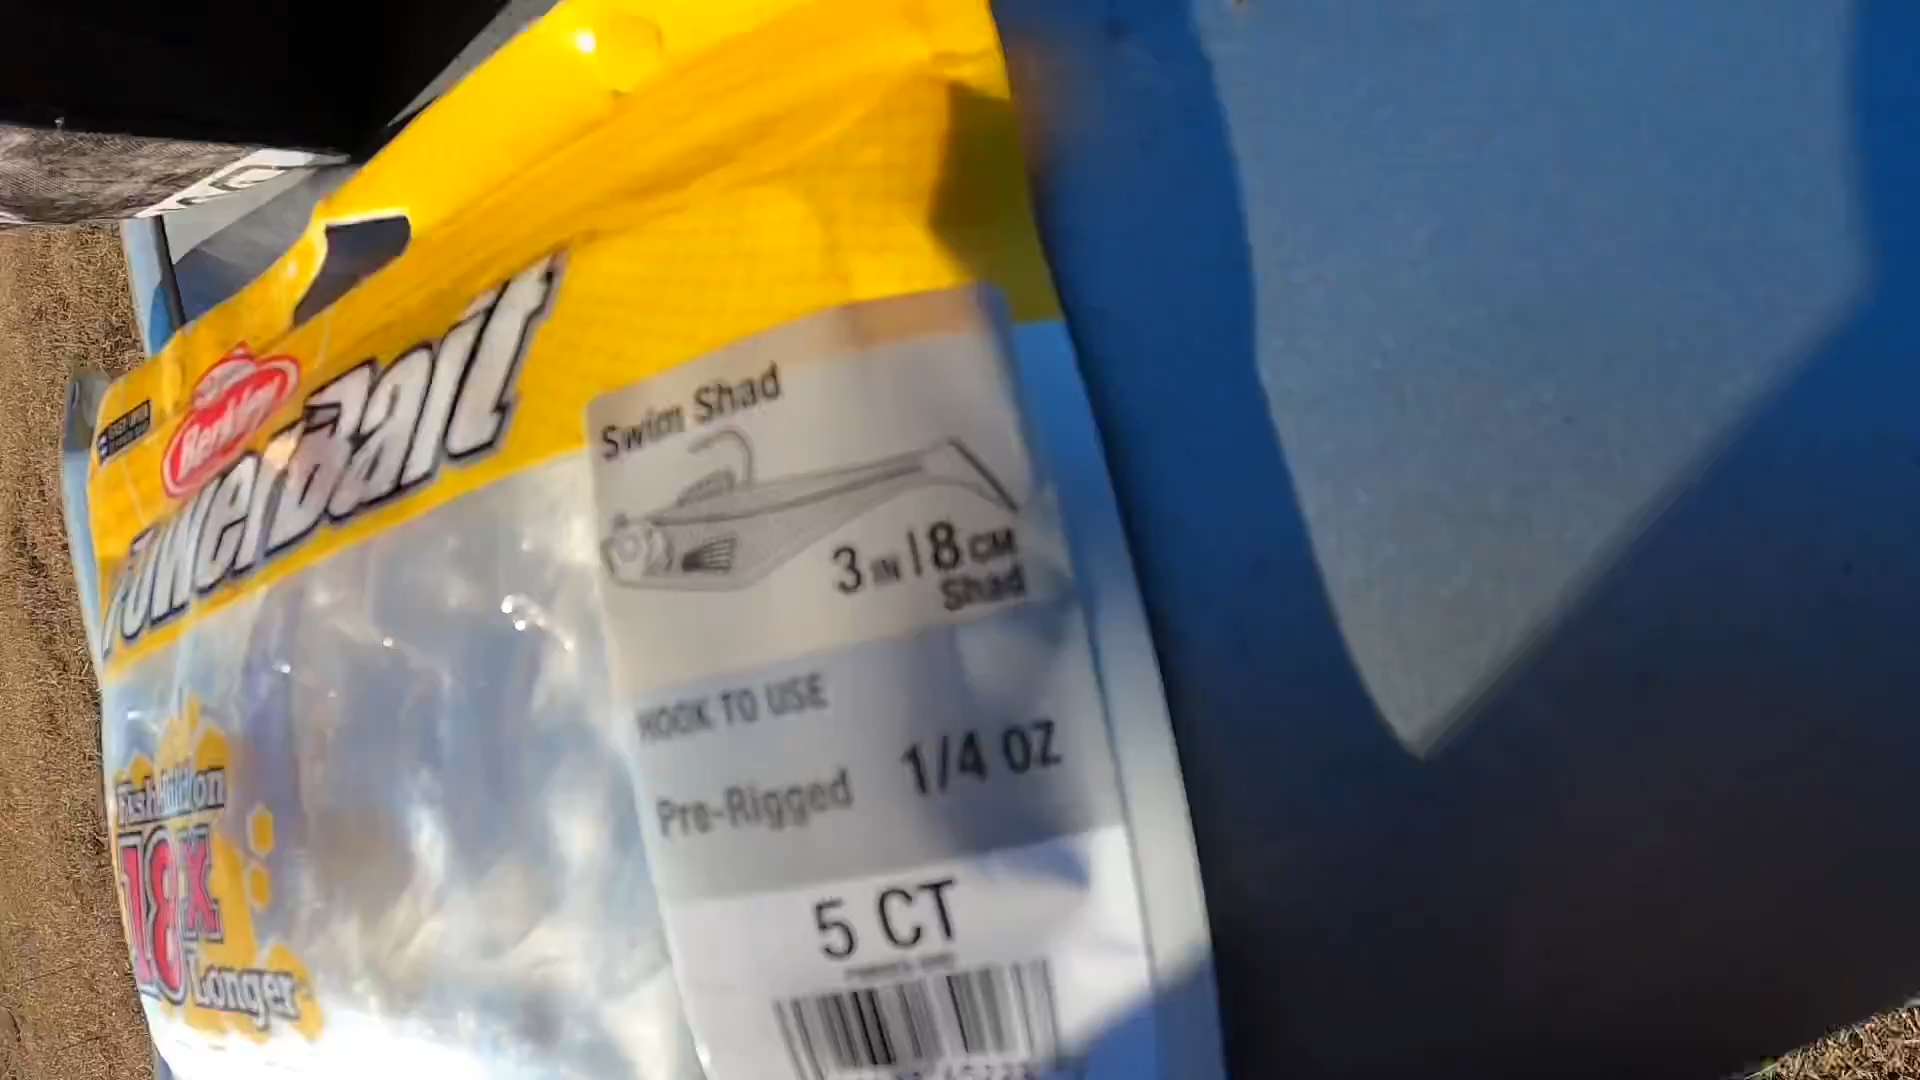 Berkley
PowerBait
Swim Shad
3 IN | 8 CM
Shad
HOOK TO USE
Pre-Rigged 1/4 OZ
5 CT
Fish Hold on
18X
Longer